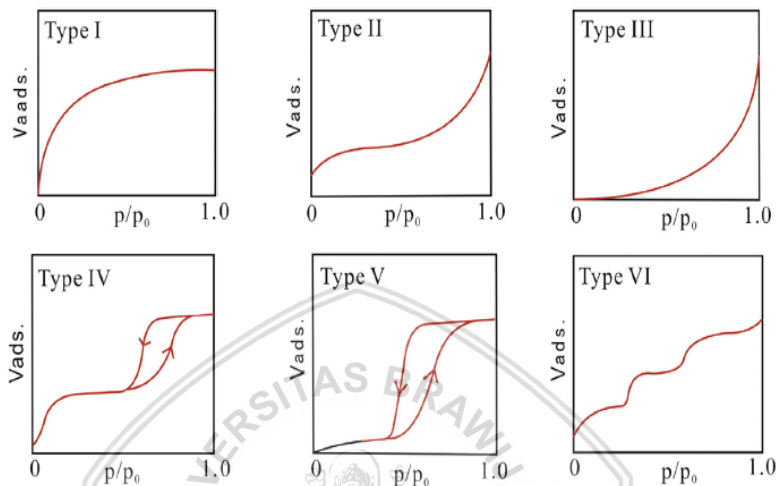 Type I
Vaads.
0
p/p₀
1.0
Type II
Vads.
0
p/p₀
1.0
Type III
Vads.
0
p/p₀
1.0
Type IV
Vads.
0
p/p₀
1.0
Type V
Vads.
0
p/p₀
1.0
Type VI
Vads.
0
p/p₀
1.0
VERSITAS BRAWI